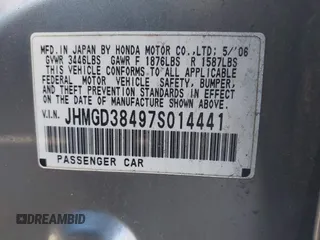 MFD. IN JAPAN BY HONDA MOTOR CO.,LTD; 5/'06
GVWR 3446LBS GAWR F 1876LBS R 1587LBS
THIS VEHICLE CONFORMS TO ALL APPLICABLE
FEDERAL MOTOR VEHICLE SAFETY, BUMPER,
AND THEFT PREVENTION STANDARDS IN EFFECT
ON THE DATE OF MANUFACTURE SHOWN ABOVE.
V.I.N. JHMGD38497S014441
PASSENGER CAR
DREAMBID